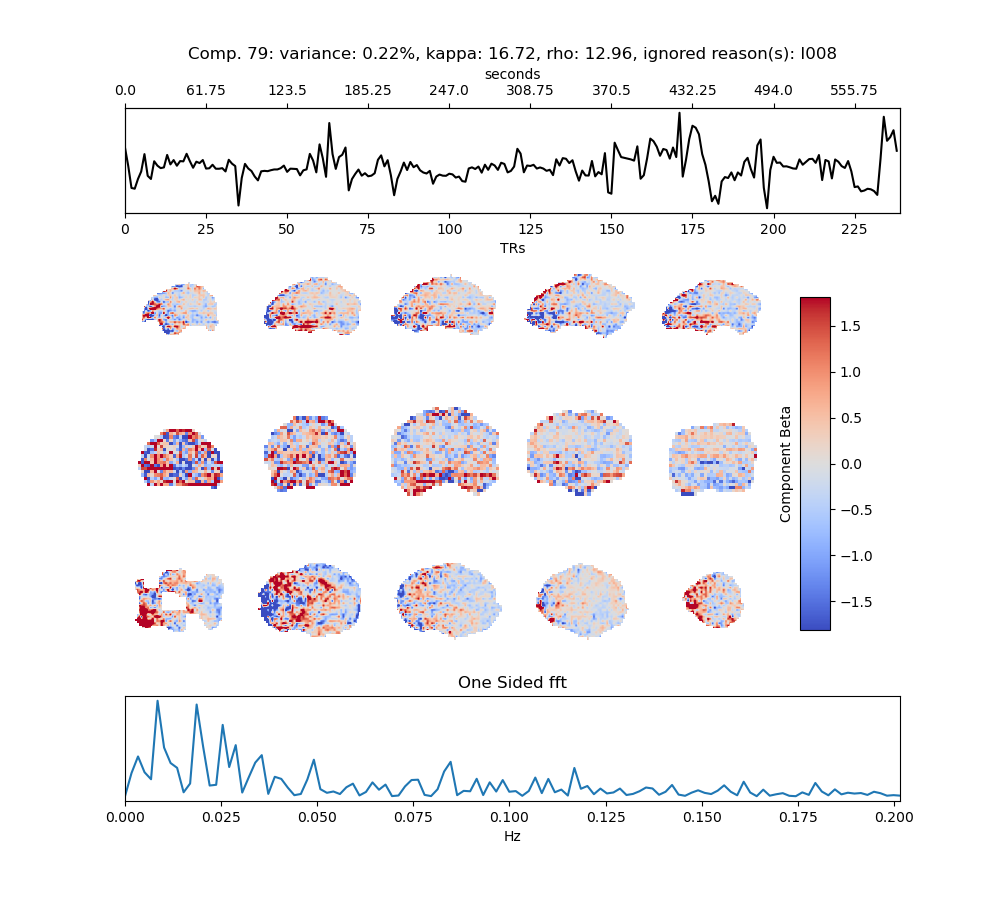 Comp. 79: variance: 0.22%, kappa: 16.72, rho: 12.96, ignored reason(s): I008
seconds
0.0 61.75 123.5 185.25 247.0 308.75 370.5 432.25 494.0 555.75
0 25 50 75 100 125 150 175 200 225
TRs
1.5
1.0
0.5
0.0
−0.5
−1.0
−1.5
Component Beta
One Sided fft
0.000 0.025 0.050 0.075 0.100 0.125 0.150 0.175 0.200
Hz